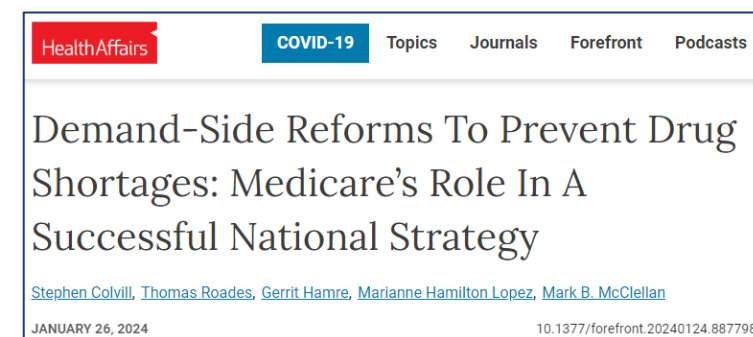 HealthAffairs
COVID-19 Topics Journals Forefront Podcasts
Demand-Side Reforms To Prevent Drug
Shortages: Medicare's Role In A
Successful National Strategy
Stephen Colvill, Thomas Roades, Gerrit Hamre, Marianne Hamilton Lopez, Mark B. McClellan
JANUARY 26, 2024 10.1377/forefront.20240124.887798